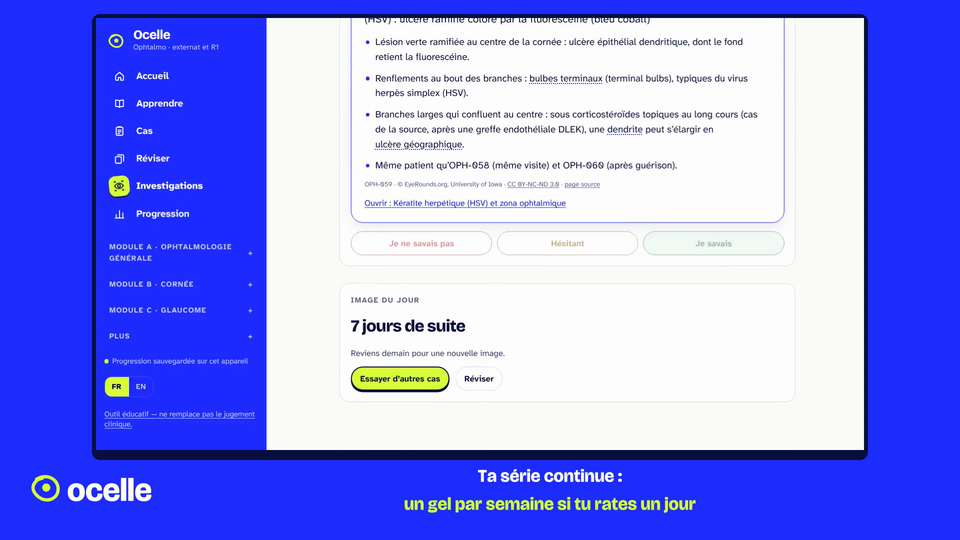 Ocelle
Ophtalmo · externat et R1
Accueil
Apprendre
Cas
Réviser
Investigations
Progression
MODULE A · OPHTALMOLOGIE
GÉNÉRALE
+
MODULE B · CORNÉE
+
MODULE C · GLAUCOME
+
PLUS
+
Progression sauvegardée sur cet appareil
FR
EN
Outil éducatif — ne remplace pas le jugement
clinique.
(HSV) : ulcère ramifié coloré par la fluorescéine (bleu cobalt)
• Lésion verte ramifiée au centre de la cornée : ulcère épithélial dendritique, dont le fond
retient la fluorescéine.
• Renflements au bout des branches : bulbes terminaux (terminal bulbs), typiques du virus
herpès simplex (HSV).
• Branches larges qui confluent au centre : sous corticostéroïdes topiques au long cours (cas
de la source, après une greffe endothéliale DLEK), une dendrite peut s'élargir en
ulcère géographique.
• Même patient qu'OPH-058 (même visite) et OPH-060 (après guérison).
OPH-059 · © EyeRounds.org, University of Iowa · CC BY-NC-ND 3.0 · page source
Ouvrir : Kératite herpétique (HSV) et zona ophtalmique
Je ne savais pas
Hésitant
Je savais
IMAGE DU JOUR
7 jours de suite
Reviens demain pour une nouvelle image.
Essayer d'autres cas
Réviser
ocelle
Ta série continue :
un gel par semaine si tu rates un jour